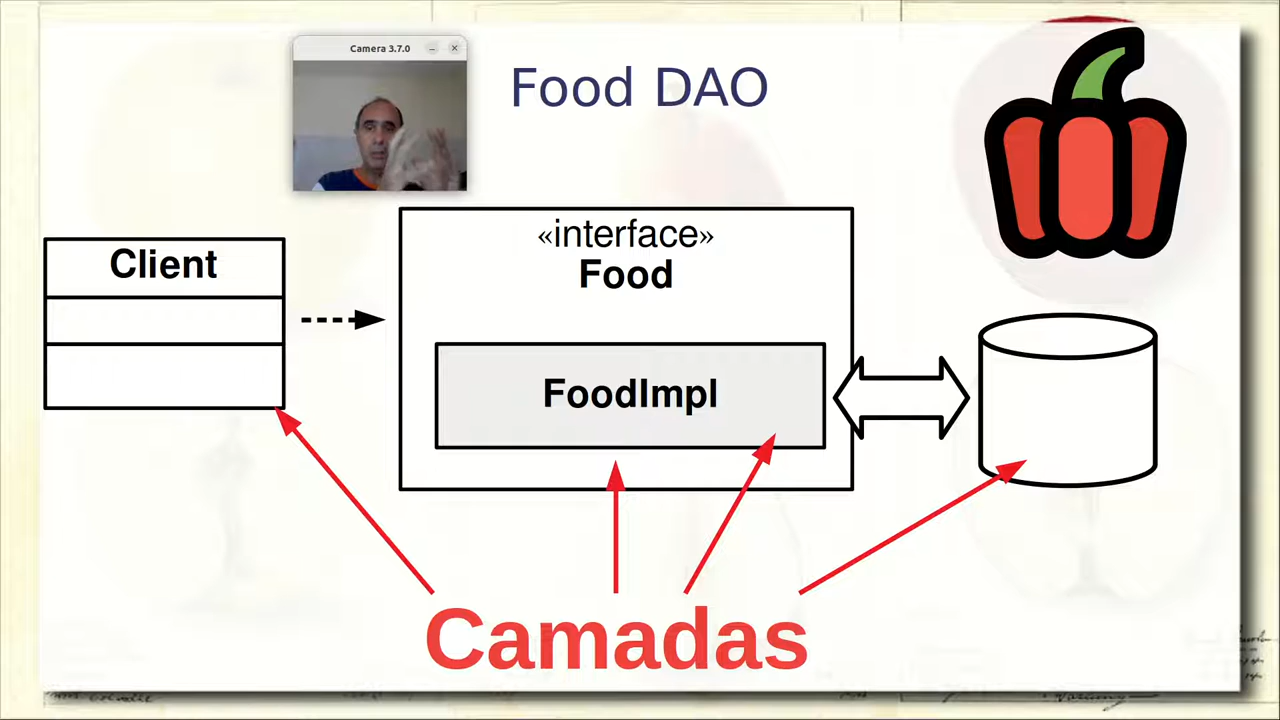 Camera 3.7.0
Food DAO
«interface»
Food
Client
FoodImpl
Camadas